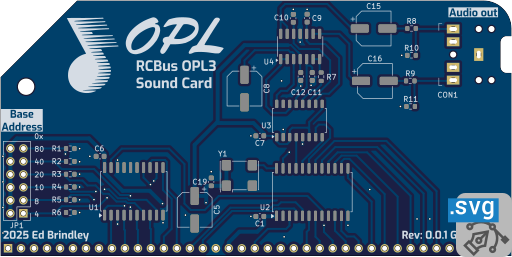 OPL
RCBus OPL3
Sound Card
Audio out
C10
C9
C15
R8
U4
C16
R10
R9
R11
CON1
C8
C12
C11
R7
Base
Address
0x
80
R1
40
R2
20
R3
10
R4
8
R5
4
R6
JP1
C6
U1
U3
C7
Y1
C19
C5
U2
C1
.svg
2025 Ed Brindley
Rev: 0.0.1 G